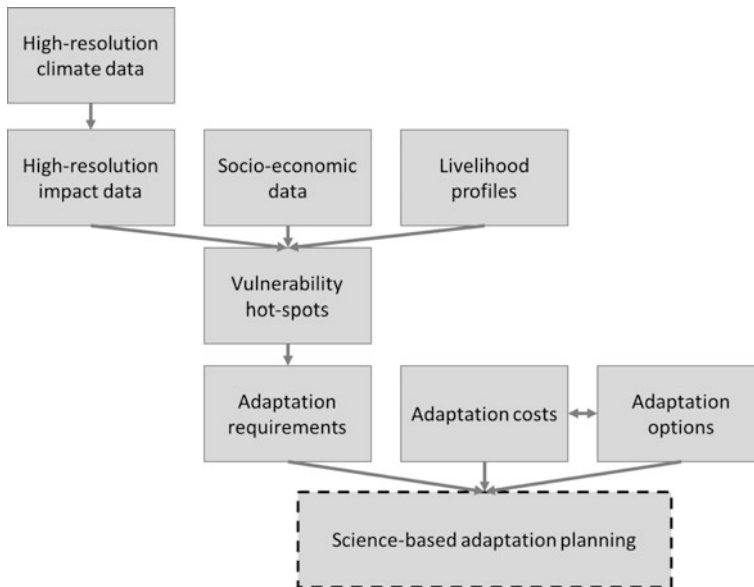 High-resolution
climate data
High-resolution
impact data
Socio-economic
data
Livelihood
profiles
Vulnerability
hot-spots
Adaptation
requirements
Adaptation costs
Adaptation
options
Science-based adaptation planning